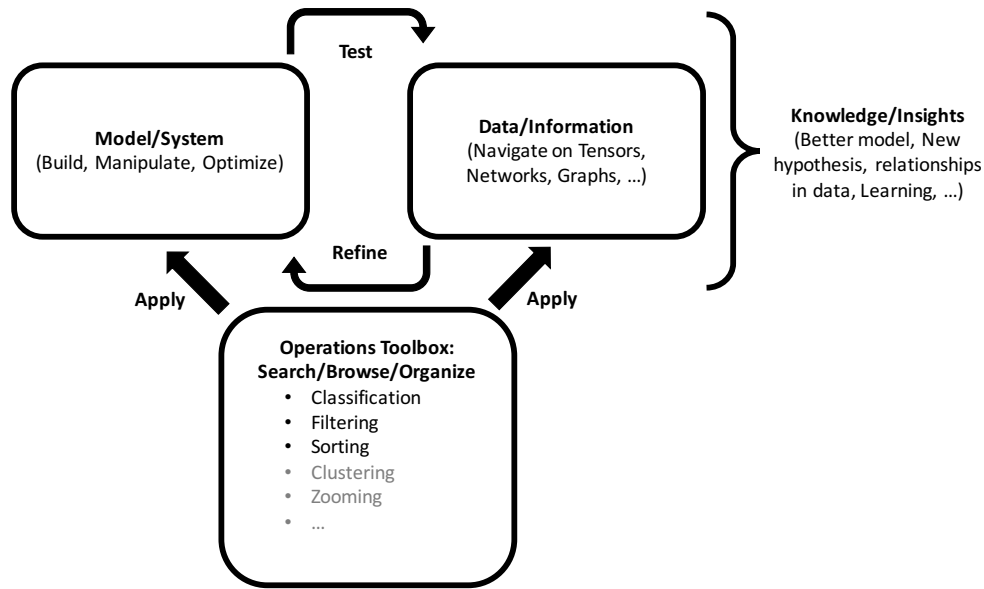 Test
Model/System
(Build, Manipulate, Optimize)
Data/Information
(Navigate on Tensors,
Networks, Graphs, ...)
Knowledge/Insights
(Better model, New
hypothesis, relationships
in data, Learning, ...)
Refine
Apply
Apply
Operations Toolbox:
Search/Browse/Organize
• Classification
• Filtering
• Sorting
• Clustering
• Zooming
• ...